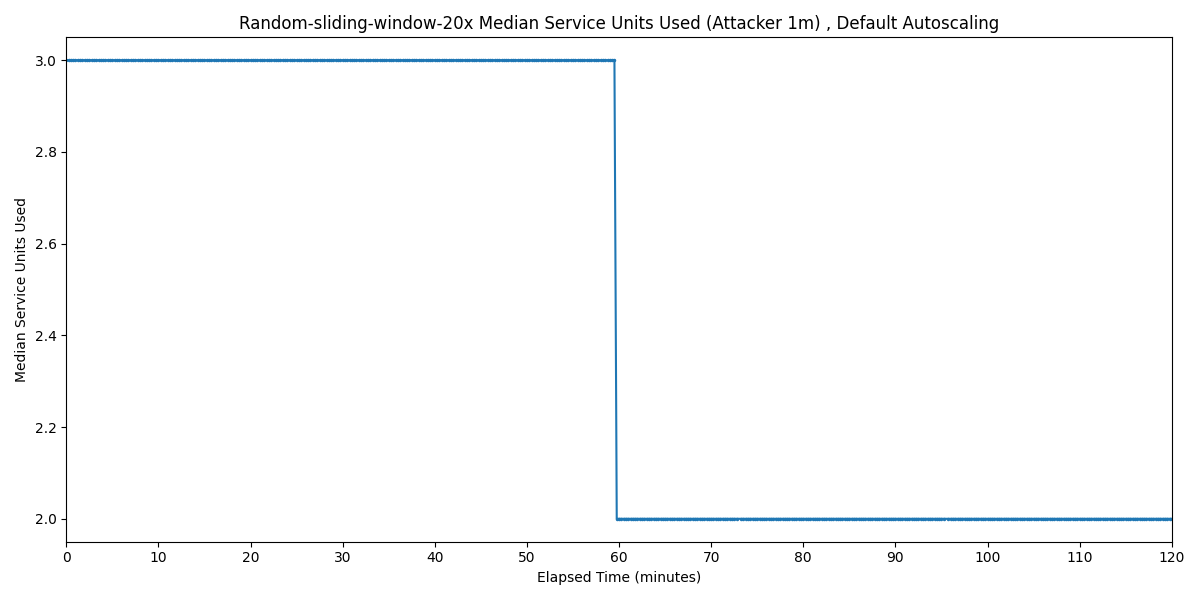 Random-sliding-window-20x Median Service Units Used (Attacker 1m) , Default Autoscaling
Median Service Units Used
3.0
2.8
2.6
2.4
2.2
2.0
0 10 20 30 40 50 60 70 80 90 100 110 120
Elapsed Time (minutes)